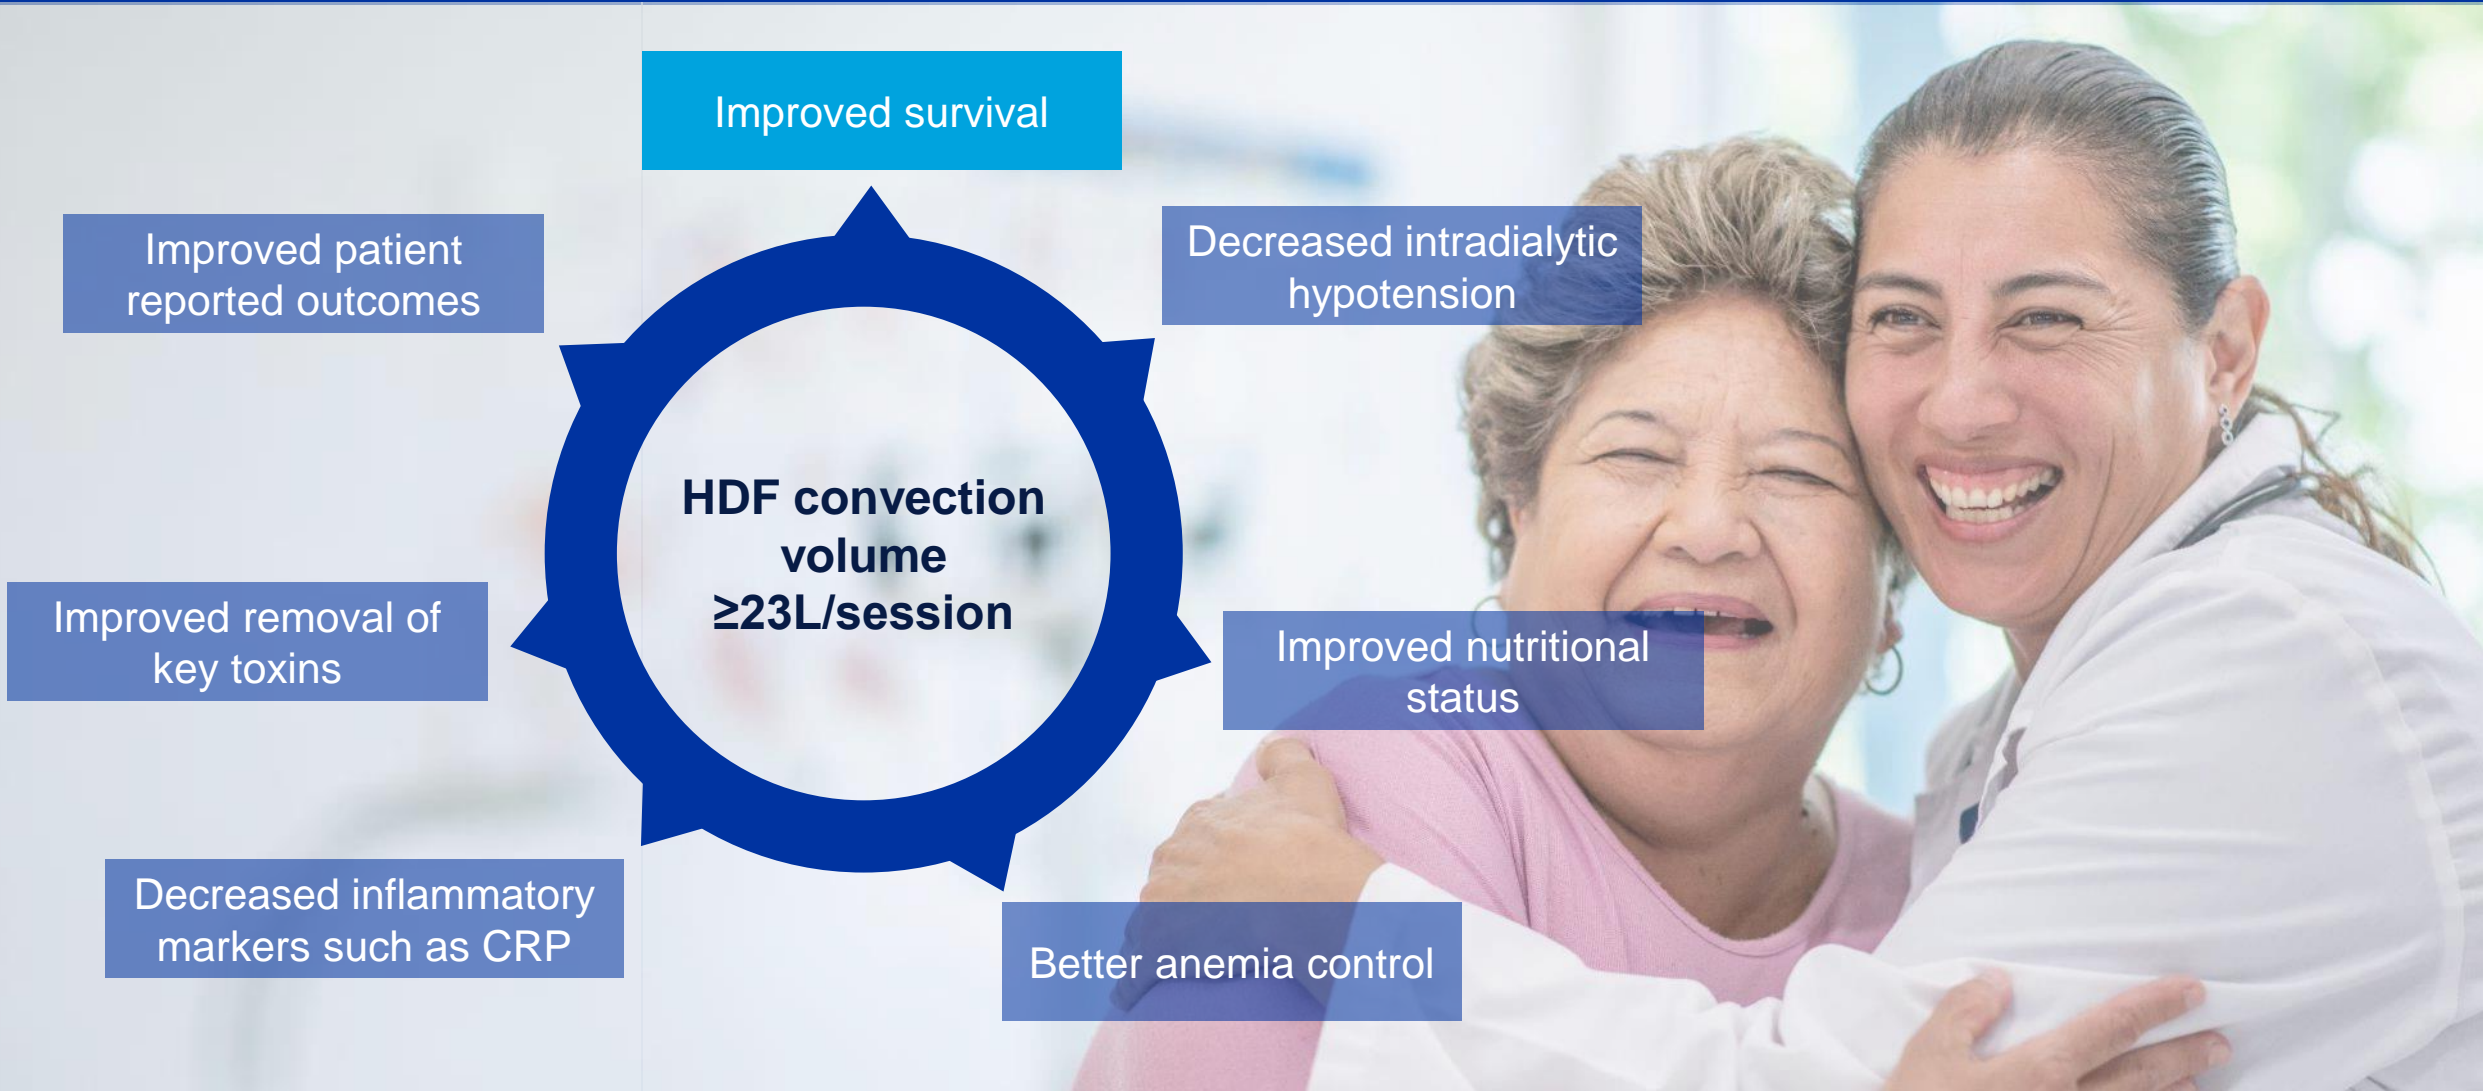 Improved survival
Improved patient
reported outcomes
Decreased intradialytic
hypotension
HDF convection
volume
≥23L/session
Improved removal of
key toxins
Improved nutritional
status
Decreased inflammatory
markers such as CRP
Better anemia control